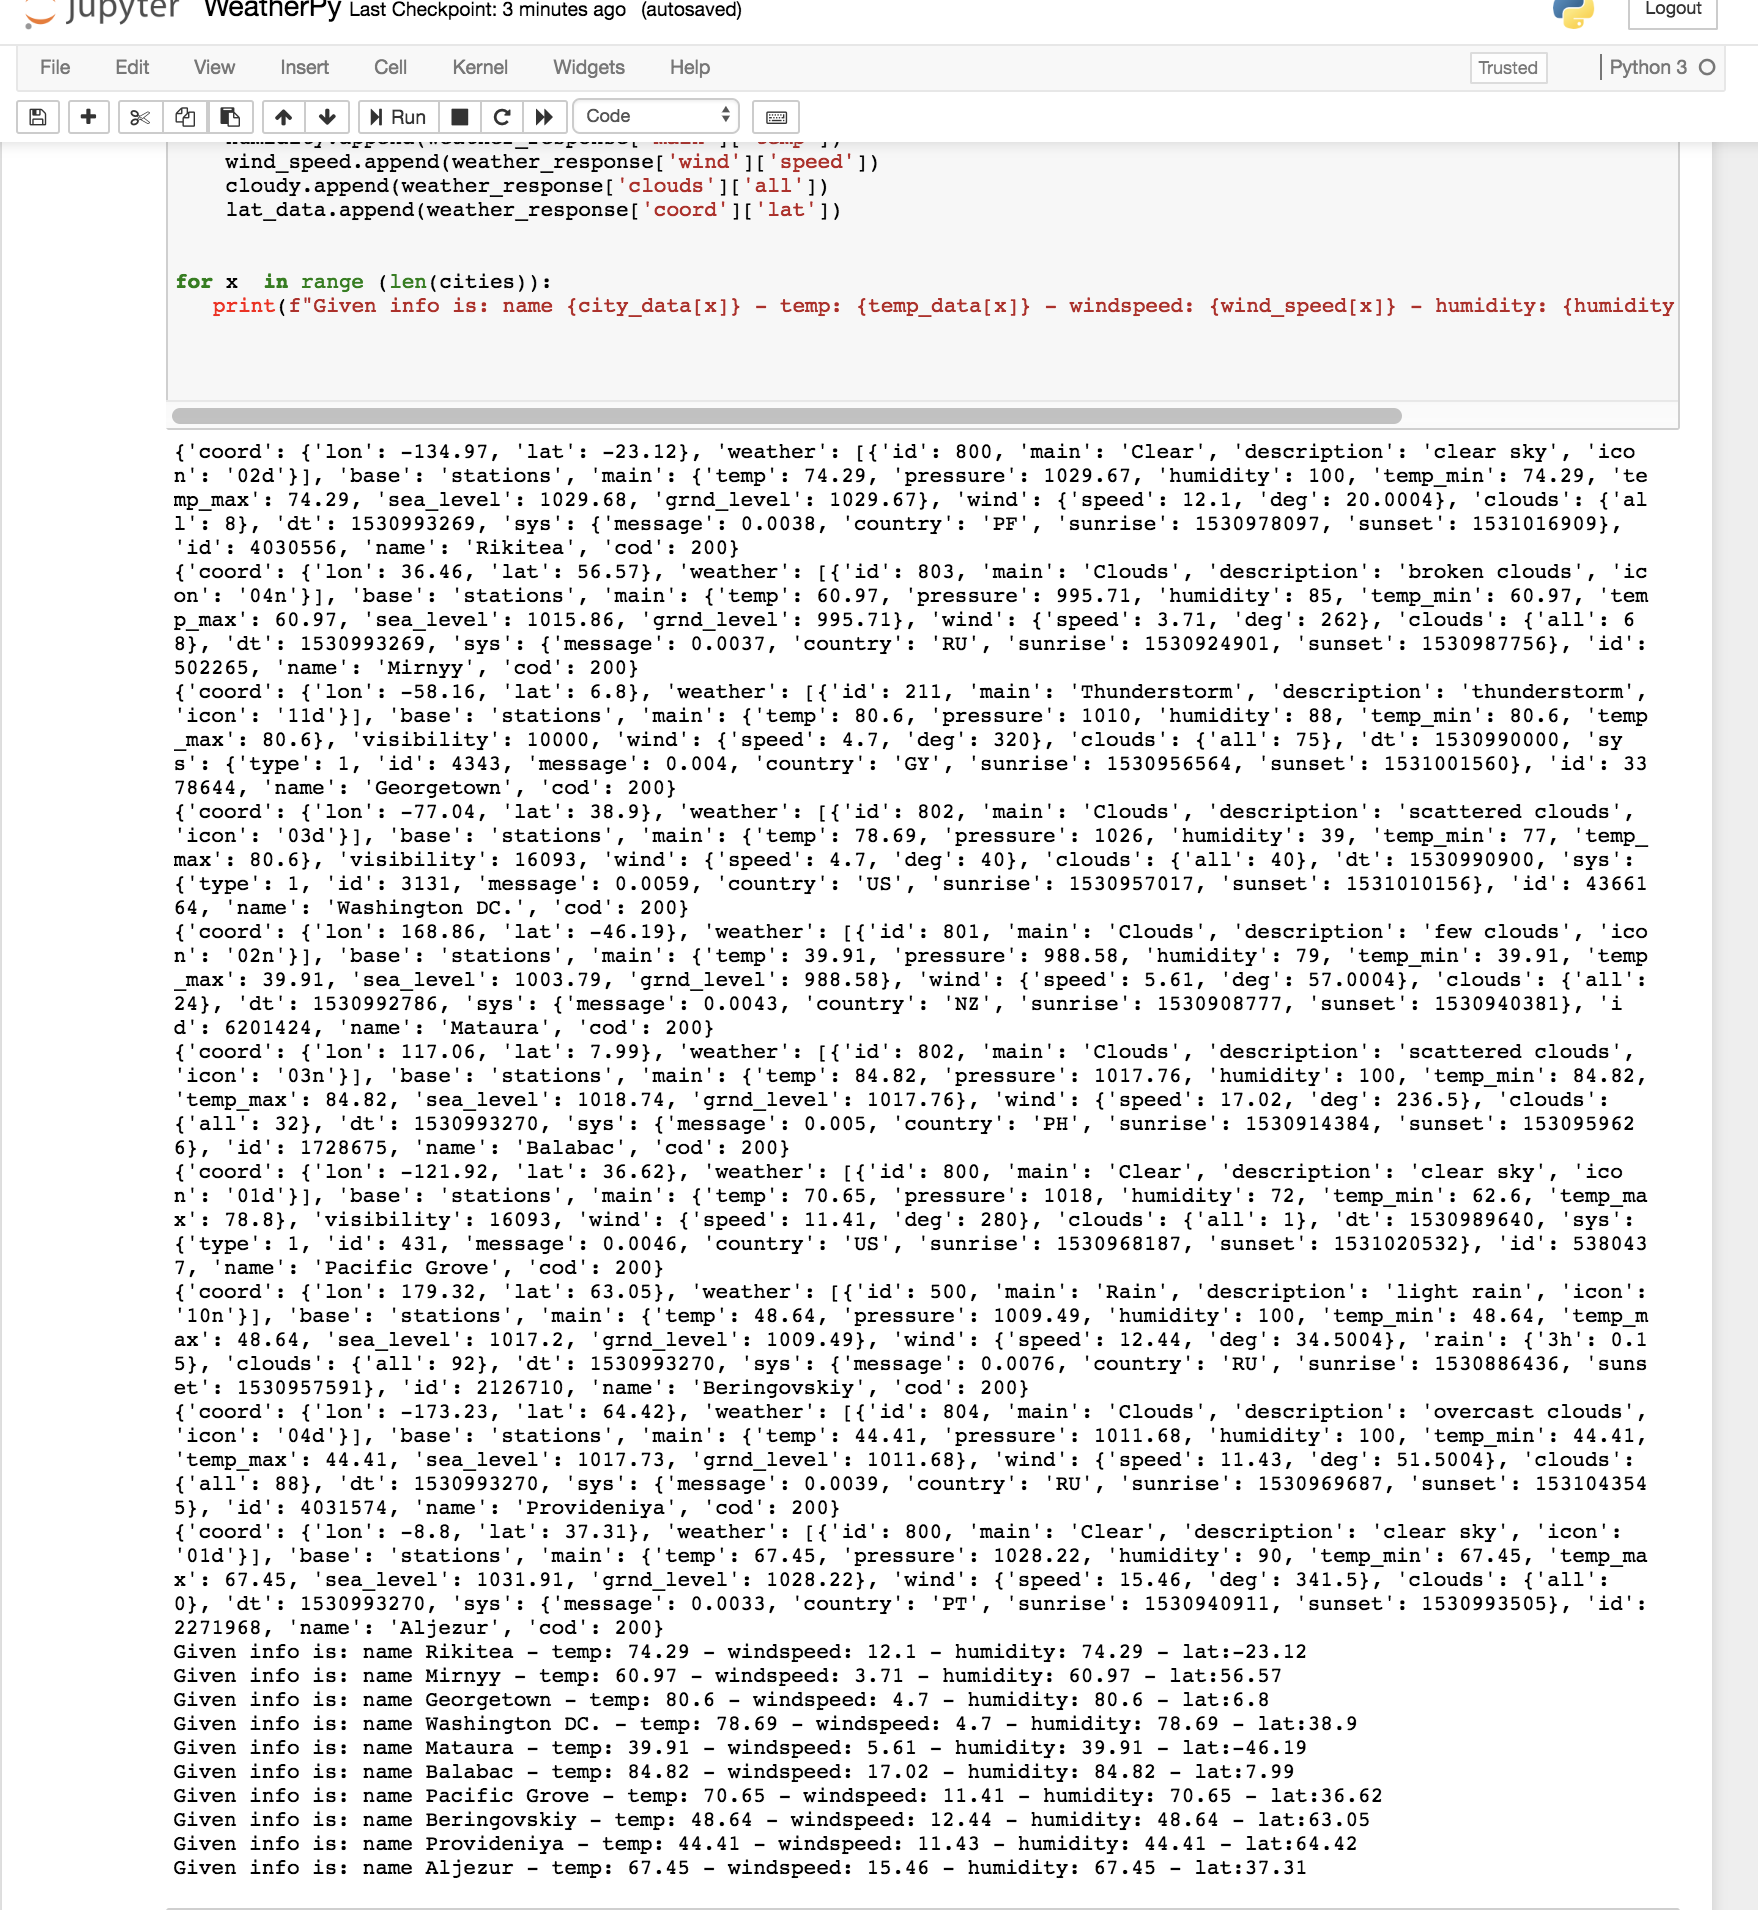 jupyter WeatherPy Last Checkpoint: 3 minutes ago (autosaved)
Logout
File Edit View Insert Cell Kernel Widgets Help
Trusted Python 3
Run Code
humidity.append(weather_response['main']['temp'])
wind_speed.append(weather_response['wind']['speed'])
cloudy.append(weather_response['clouds']['all'])
lat_data.append(weather_response['coord']['lat'])
for x  in range (len(cities)):
print(f"Given info is: name {city_data[x]} - temp: {temp_data[x]} - windspeed: {wind_speed[x]} - humidity: {humidity
{'coord': {'lon': -134.97, 'lat': -23.12}, 'weather': [{'id': 800, 'main': 'Clear', 'description': 'clear sky', 'ico
n': '02d'}], 'base': 'stations', 'main': {'temp': 74.29, 'pressure': 1029.67, 'humidity': 100, 'temp_min': 74.29, 'te
mp_max': 74.29, 'sea_level': 1029.68, 'grnd_level': 1029.67}, 'wind': {'speed': 12.1, 'deg': 20.0004}, 'clouds': {'al
l': 8}, 'dt': 1530993269, 'sys': {'message': 0.0038, 'country': 'PF', 'sunrise': 1530978097, 'sunset': 1531016909},
'id': 4030556, 'name': 'Rikitea', 'cod': 200}
{'coord': {'lon': 36.46, 'lat': 56.57}, 'weather': [{'id': 803, 'main': 'Clouds', 'description': 'broken clouds', 'ic
on': '04n'}], 'base': 'stations', 'main': {'temp': 60.97, 'pressure': 995.71, 'humidity': 85, 'temp_min': 60.97, 'tem
p_max': 60.97, 'sea_level': 1015.86, 'grnd_level': 995.71}, 'wind': {'speed': 3.71, 'deg': 262}, 'clouds': {'all': 6
8}, 'dt': 1530993269, 'sys': {'message': 0.0037, 'country': 'RU', 'sunrise': 1530924901, 'sunset': 1530987756}, 'id':
502265, 'name': 'Mirnyy', 'cod': 200}
{'coord': {'lon': -58.16, 'lat': 6.8}, 'weather': [{'id': 211, 'main': 'Thunderstorm', 'description': 'thunderstorm',
'icon': '11d'}], 'base': 'stations', 'main': {'temp': 80.6, 'pressure': 1010, 'humidity': 88, 'temp_min': 80.6, 'temp
_max': 80.6}, 'visibility': 10000, 'wind': {'speed': 4.7, 'deg': 320}, 'clouds': {'all': 75}, 'dt': 1530990000, 'sy
s': {'type': 1, 'id': 4343, 'message': 0.004, 'country': 'GY', 'sunrise': 1530956564, 'sunset': 1531001560}, 'id': 33
78644, 'name': 'Georgetown', 'cod': 200}
{'coord': {'lon': -77.04, 'lat': 38.9}, 'weather': [{'id': 802, 'main': 'Clouds', 'description': 'scattered clouds',
'icon': '03d'}], 'base': 'stations', 'main': {'temp': 78.69, 'pressure': 1026, 'humidity': 39, 'temp_min': 77, 'temp_
max': 80.6}, 'visibility': 16093, 'wind': {'speed': 4.7, 'deg': 40}, 'clouds': {'all': 40}, 'dt': 1530990900, 'sys':
{'type': 1, 'id': 3131, 'message': 0.0059, 'country': 'US', 'sunrise': 1530957017, 'sunset': 1531010156}, 'id': 43661
64, 'name': 'Washington DC.', 'cod': 200}
{'coord': {'lon': 168.86, 'lat': -46.19}, 'weather': [{'id': 801, 'main': 'Clouds', 'description': 'few clouds', 'ico
n': '02n'}], 'base': 'stations', 'main': {'temp': 39.91, 'pressure': 988.58, 'humidity': 79, 'temp_min': 39.91, 'temp
_max': 39.91, 'sea_level': 1003.79, 'grnd_level': 988.58}, 'wind': {'speed': 5.61, 'deg': 57.0004}, 'clouds': {'all':
24}, 'dt': 1530992786, 'sys': {'message': 0.0043, 'country': 'NZ', 'sunrise': 1530908777, 'sunset': 1530940381}, 'i
d': 6201424, 'name': 'Mataura', 'cod': 200}
{'coord': {'lon': 117.06, 'lat': 7.99}, 'weather': [{'id': 802, 'main': 'Clouds', 'description': 'scattered clouds',
'icon': '03n'}], 'base': 'stations', 'main': {'temp': 84.82, 'pressure': 1017.76, 'humidity': 100, 'temp_min': 84.82,
'temp_max': 84.82, 'sea_level': 1018.74, 'grnd_level': 1017.76}, 'wind': {'speed': 17.02, 'deg': 236.5}, 'clouds':
{'all': 32}, 'dt': 1530993270, 'sys': {'message': 0.005, 'country': 'PH', 'sunrise': 1530914384, 'sunset': 153095962
6}, 'id': 1728675, 'name': 'Balabac', 'cod': 200}
{'coord': {'lon': -121.92, 'lat': 36.62}, 'weather': [{'id': 800, 'main': 'Clear', 'description': 'clear sky', 'ico
n': '01d'}], 'base': 'stations', 'main': {'temp': 70.65, 'pressure': 1018, 'humidity': 72, 'temp_min': 62.6, 'temp_ma
x': 78.8}, 'visibility': 16093, 'wind': {'speed': 11.41, 'deg': 280}, 'clouds': {'all': 1}, 'dt': 1530989640, 'sys':
{'type': 1, 'id': 431, 'message': 0.0046, 'country': 'US', 'sunrise': 1530968187, 'sunset': 1531020532}, 'id': 538043
7, 'name': 'Pacific Grove', 'cod': 200}
{'coord': {'lon': 179.32, 'lat': 63.05}, 'weather': [{'id': 500, 'main': 'Rain', 'description': 'light rain', 'icon':
'10n'}], 'base': 'stations', 'main': {'temp': 48.64, 'pressure': 1009.49, 'humidity': 100, 'temp_min': 48.64, 'temp_m
ax': 48.64, 'sea_level': 1017.2, 'grnd_level': 1009.49}, 'wind': {'speed': 12.44, 'deg': 34.5004}, 'rain': {'3h': 0.1
5}, 'clouds': {'all': 92}, 'dt': 1530993270, 'sys': {'message': 0.0076, 'country': 'RU', 'sunrise': 1530886436, 'suns
et': 1530957591}, 'id': 2126710, 'name': 'Beringovskiy', 'cod': 200}
{'coord': {'lon': -173.23, 'lat': 64.42}, 'weather': [{'id': 804, 'main': 'Clouds', 'description': 'overcast clouds',
'icon': '04d'}], 'base': 'stations', 'main': {'temp': 44.41, 'pressure': 1011.68, 'humidity': 100, 'temp_min': 44.41,
'temp_max': 44.41, 'sea_level': 1017.73, 'grnd_level': 1011.68}, 'wind': {'speed': 11.43, 'deg': 51.5004}, 'clouds':
{'all': 88}, 'dt': 1530993270, 'sys': {'message': 0.0039, 'country': 'RU', 'sunrise': 1530969687, 'sunset': 153104354
5}, 'id': 4031574, 'name': 'Provideniya', 'cod': 200}
{'coord': {'lon': -8.8, 'lat': 37.31}, 'weather': [{'id': 800, 'main': 'Clear', 'description': 'clear sky', 'icon':
'01d'}], 'base': 'stations', 'main': {'temp': 67.45, 'pressure': 1028.22, 'humidity': 90, 'temp_min': 67.45, 'temp_ma
x': 67.45, 'sea_level': 1031.91, 'grnd_level': 1028.22}, 'wind': {'speed': 15.46, 'deg': 341.5}, 'clouds': {'all':
0}, 'dt': 1530993270, 'sys': {'message': 0.0033, 'country': 'PT', 'sunrise': 1530940911, 'sunset': 1530993505}, 'id':
2271968, 'name': 'Aljezur', 'cod': 200}
Given info is: name Rikitea - temp: 74.29 - windspeed: 12.1 - humidity: 74.29 - lat:-23.12
Given info is: name Mirnyy - temp: 60.97 - windspeed: 3.71 - humidity: 60.97 - lat:56.57
Given info is: name Georgetown - temp: 80.6 - windspeed: 4.7 - humidity: 80.6 - lat:6.8
Given info is: name Washington DC. - temp: 78.69 - windspeed: 4.7 - humidity: 78.69 - lat:38.9
Given info is: name Mataura - temp: 39.91 - windspeed: 5.61 - humidity: 39.91 - lat:-46.19
Given info is: name Balabac - temp: 84.82 - windspeed: 17.02 - humidity: 84.82 - lat:7.99
Given info is: name Pacific Grove - temp: 70.65 - windspeed: 11.41 - humidity: 70.65 - lat:36.62
Given info is: name Beringovskiy - temp: 48.64 - windspeed: 12.44 - humidity: 48.64 - lat:63.05
Given info is: name Provideniya - temp: 44.41 - windspeed: 11.43 - humidity: 44.41 - lat:64.42
Given info is: name Aljezur - temp: 67.45 - windspeed: 15.46 - humidity: 67.45 - lat:37.31